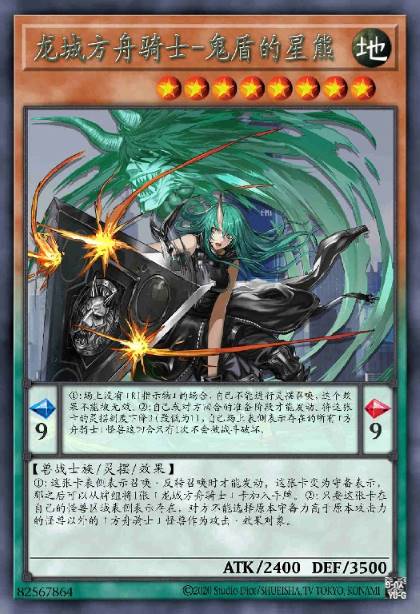 龙城方舟骑士-鬼盾的星熊
地
①:场上没有「R指示物」的场合,自己不能进行灵摆召唤,这个效
果不能被无效。②:自己或对方回合的准备阶段才能发动。将这张
卡的灵摆刻度下降3(最低为1),自己场上表侧表示存在的所有「方
舟骑士」怪兽各这回合只有1次不会被战斗破坏。
9
9
【兽战士族/灵摆/效果】
①:这张卡表侧表示召唤·反转召唤时才能发动,这张卡变为守备表示,
那之后可以从牌组将1张「龙城方舟骑士」卡加入手牌。②:只要这张卡在
自己的怪兽区域表侧表示存在,对方不能选择原本守备力高于原本攻击力
的怪兽以外的「方舟骑士」怪兽作为攻击·效果对象。
ATK/2400 DEF/3500
82567864
©2020 Studio Dice/SHUEISHA, TV TOKYO, KONAMI